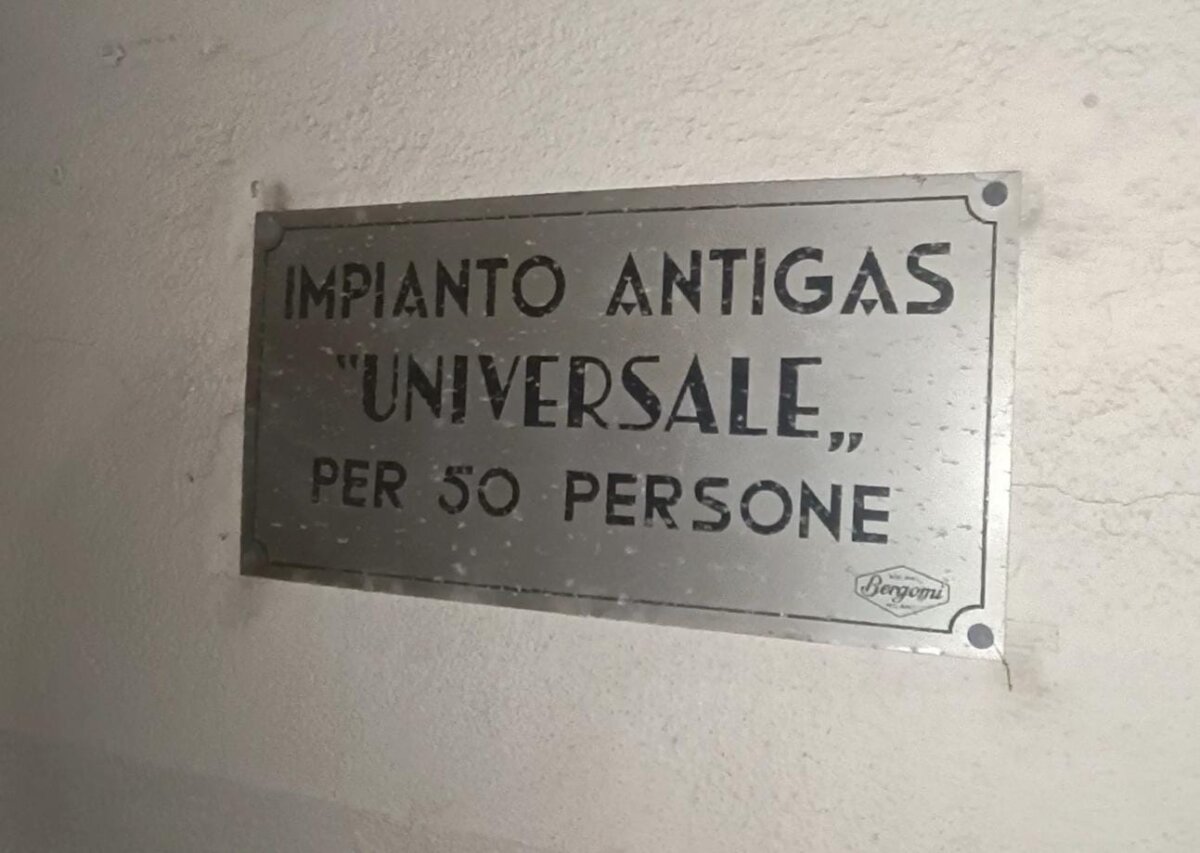 IMPIANTO ANTIGAS
“UNIVERSALE„
PER 50 PERSONE
Bergomi